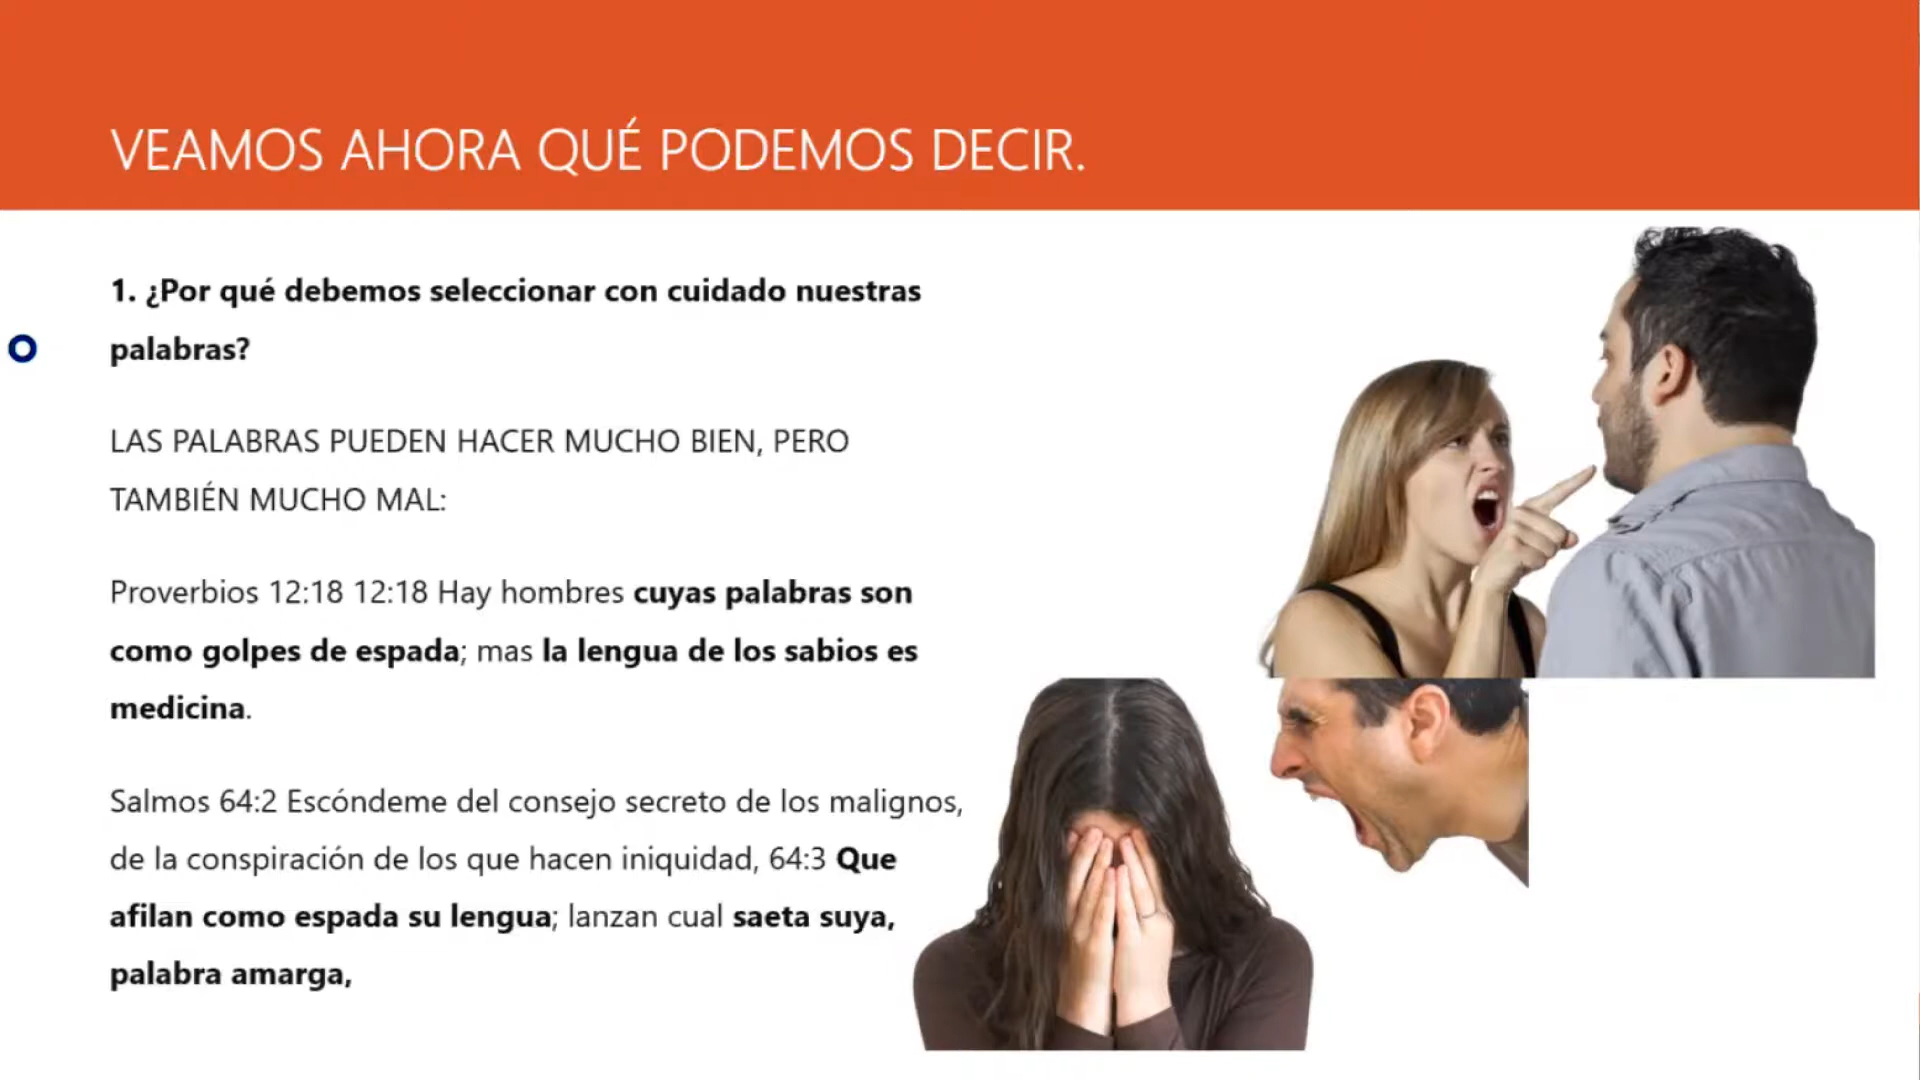 VEAMOS AHORA QUÉ PODEMOS DECIR.
1. ¿Por qué debemos seleccionar con cuidado nuestras
palabras?
LAS PALABRAS PUEDEN HACER MUCHO BIEN, PERO
TAMBIÉN MUCHO MAL:
Proverbios 12:18 12:18 Hay hombres cuyas palabras son
como golpes de espada; mas la lengua de los sabios es
medicina.
Salmos 64:2 Escóndeme del consejo secreto de los malignos,
de la conspiración de los que hacen iniquidad, 64:3 Que
afilan como espada su lengua; lanzan cual saeta suya,
palabra amarga,